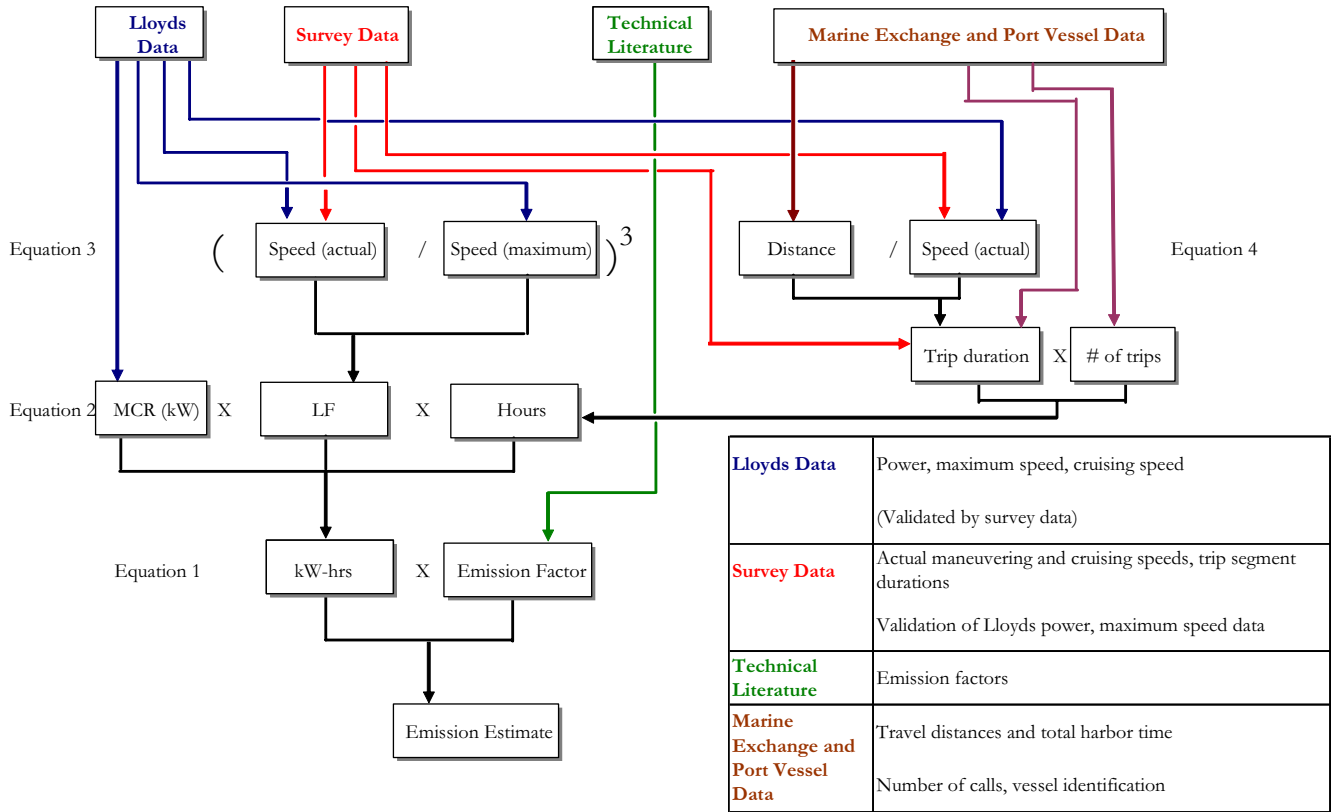 Lloyds
Data
Survey Data
Technical
Literature
Marine Exchange and Port Vessel Data
Equation 3
( Speed (actual) / Speed (maximum) )3
Distance / Speed (actual)
Equation 4
Trip duration X # of trips
Equation 2 MCR (kW) X LF X Hours
Equation 1 kW-hrs X Emission Factor
Emission Estimate
Lloyds Data
Power, maximum speed, cruising speed
(Validated by survey data)
Survey Data
Actual maneuvering and cruising speeds, trip segment
durations
Validation of Lloyds power, maximum speed data
Technical
Literature
Emission factors
Marine
Exchange and
Port Vessel
Data
Travel distances and total harbor time
Number of calls, vessel identification